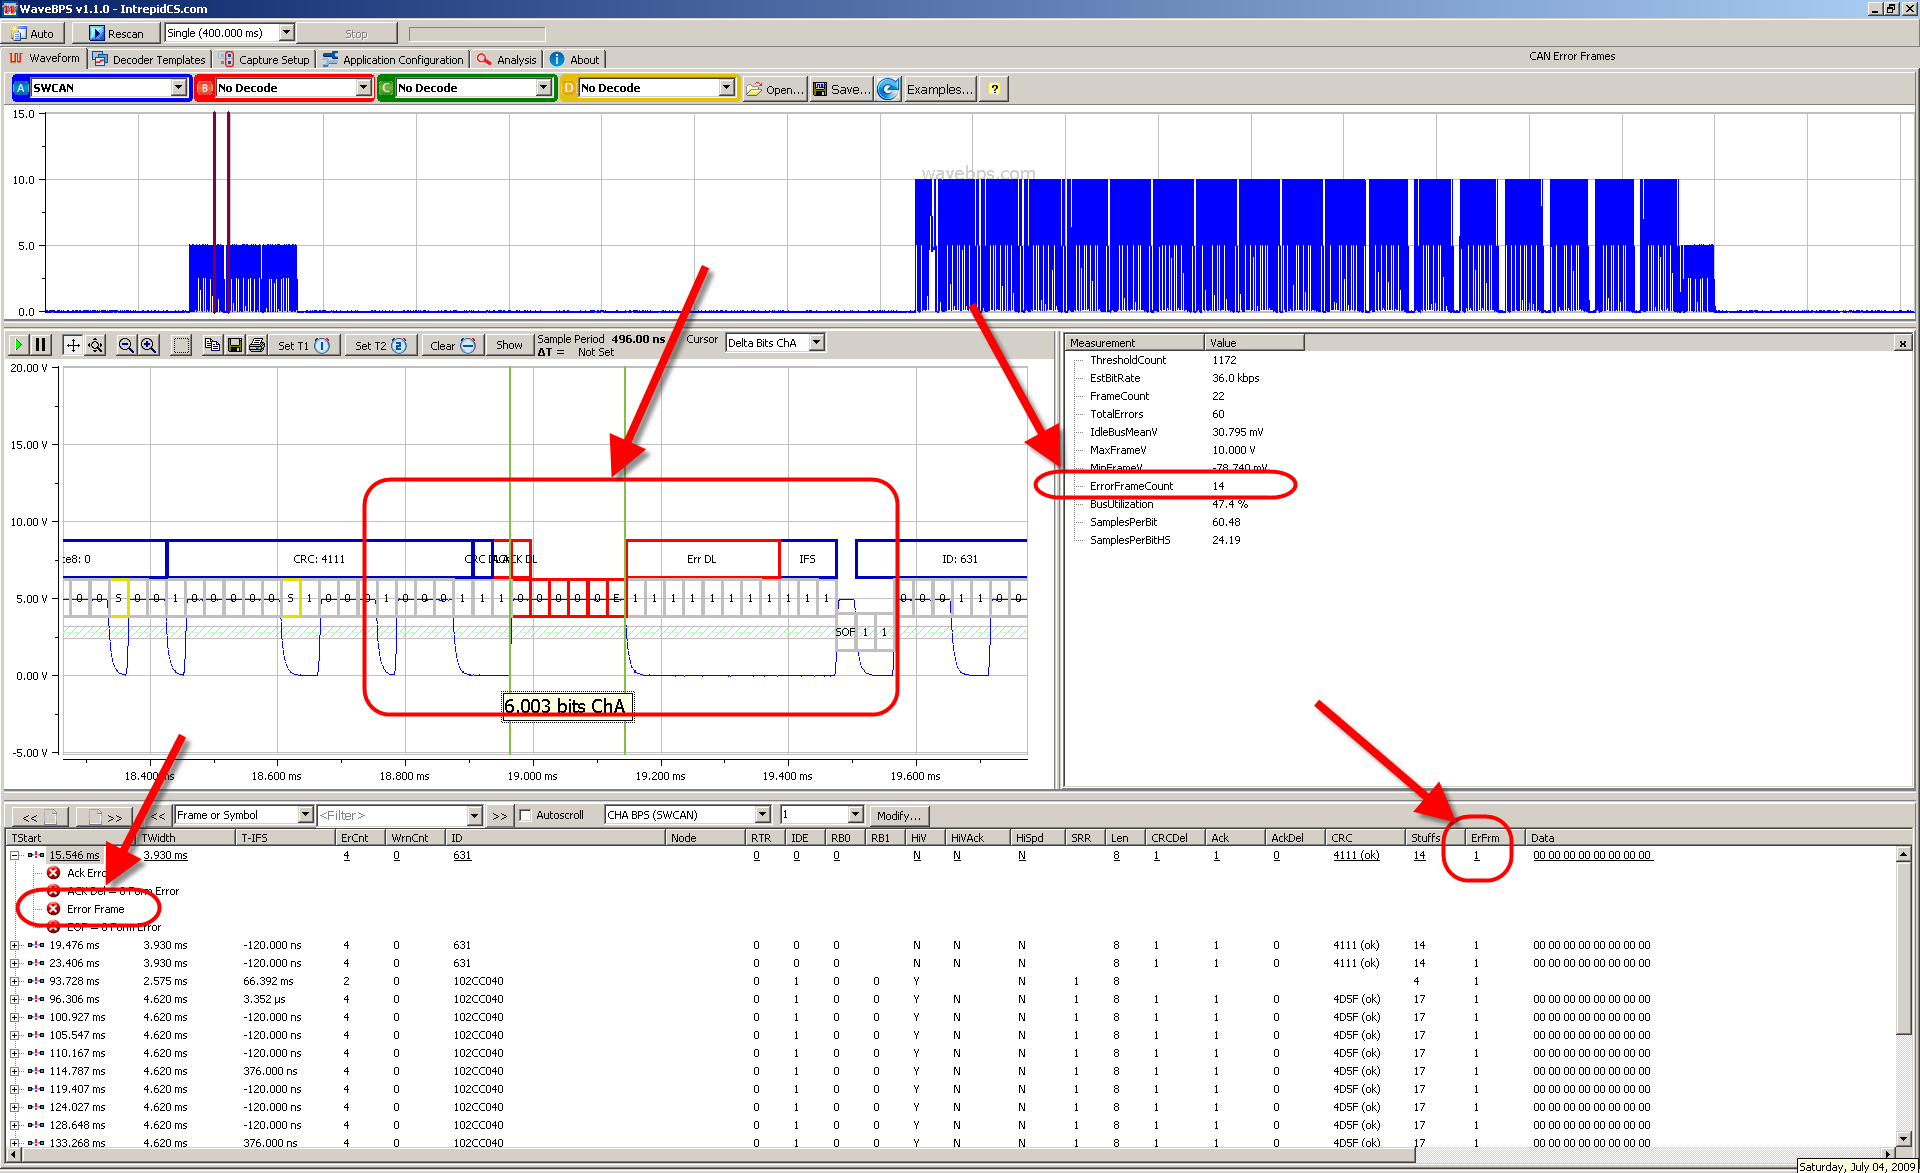 WaveBPS v1.1.0 - IntrepidCS.com
Auto Rescan Single (400.000 ms) Stop
Waveform Decoder Templates Capture Setup Application Configuration Analysis About CAN Error Frames
A SWCAN B No Decode C No Decode D No Decode Open... Save... Examples... ?
15.0
10.0
5.0
0.0
wavebps.com
Set T1 1 Set T2 2 Clear Show Sample Period 496.00 ns Cursor Delta Bits ChA
ΔT = Not Set
20.00 V
15.00 V
10.00 V
5.00 V
0.00 V
-5.00 V
te8: 0 CRC: 4111 Err DL IFS ID: 631
0 0 S 0 0 1 0 0 0 0 0 S 1 0 0 0 1 0 0 0 1 1 1 0 0 0 0 0 E 1 1 1 1 1 1 1 1 1 1 1 0 0 0 1 1 0 0
SOF 1 1
6.003 bits ChA
18.400 ms 18.600 ms 18.800 ms 19.000 ms 19.200 ms 19.400 ms 19.600 ms
Measurement Value
ThresholdCount 1172
EstBitRate 36.0 kbps
FrameCount 22
TotalErrors 60
IdleBusMeanV 30.795 mV
MaxFrameV 10.000 V
MinFrameV -78.740 mV
ErrorFrameCount 14
BusUtilization 47.4 %
SamplesPerBit 60.48
SamplesPerBitHS 24.19
<< >> << Frame or Symbol <Filter> >> Autoscroll CHA BPS (SWCAN) 1 Modify...
TStart TWidth T-IFS ErCnt WrnCnt ID Node RTR IDE RB0 RB1 HiV HiVAck HiSpd SRR Len CRCDel Ack AckDel CRC Stuffs ErFrm Data
15.546 ms 3.930 ms 4 0 631 0 0 0 N N N 8 1 1 0 4111 (ok) 14 1 00 00 00 00 00 00 00 00
Ack Erro
ACK Del = 0 Form Error
Error Frame
EOF = 0 Form Error
19.476 ms 3.930 ms -120.000 ns 4 0 631 0 0 0 N N N 8 1 1 0 4111 (ok) 14 1 00 00 00 00 00 00 00 00
23.406 ms 3.930 ms -120.000 ns 4 0 631 0 0 0 N N N 8 1 1 0 4111 (ok) 14 1 00 00 00 00 00 00 00 00
93.728 ms 2.575 ms 66.392 ms 2 0 102CC040 0 1 0 0 Y N 1 8 4 1
96.306 ms 4.620 ms 3.352 µs 4 0 102CC040 0 1 0 0 Y N N 1 8 1 1 0 4D5F (ok) 17 1 00 00 00 00 00 00 00 00
100.927 ms 4.620 ms -120.000 ns 4 0 102CC040 0 1 0 0 Y N N 1 8 1 1 0 4D5F (ok) 17 1 00 00 00 00 00 00 00 00
105.547 ms 4.620 ms -120.000 ns 4 0 102CC040 0 1 0 0 Y N N 1 8 1 1 0 4D5F (ok) 17 1 00 00 00 00 00 00 00 00
110.167 ms 4.620 ms -120.000 ns 4 0 102CC040 0 1 0 0 Y N N 1 8 1 1 0 4D5F (ok) 17 1 00 00 00 00 00 00 00 00
114.787 ms 4.620 ms 376.000 ns 4 0 102CC040 0 1 0 0 Y N N 1 8 1 1 0 4D5F (ok) 17 1 00 00 00 00 00 00 00 00
119.407 ms 4.620 ms -120.000 ns 4 0 102CC040 0 1 0 0 Y N N 1 8 1 1 0 4D5F (ok) 17 1 00 00 00 00 00 00 00 00
124.027 ms 4.620 ms -120.000 ns 4 0 102CC040 0 1 0 0 Y N N 1 8 1 1 0 4D5F (ok) 17 1 00 00 00 00 00 00 00 00
128.648 ms 4.620 ms -120.000 ns 4 0 102CC040 0 1 0 0 Y N N 1 8 1 1 0 4D5F (ok) 17 1 00 00 00 00 00 00 00 00
133.268 ms 4.620 ms 376.000 ns 4 0 102CC040 0 1 0 0 Y N N 1 8 1 1 0 4D5F (ok) 17 1 00 00 00 00 00 00 00 00
Saturday, July 04, 2009